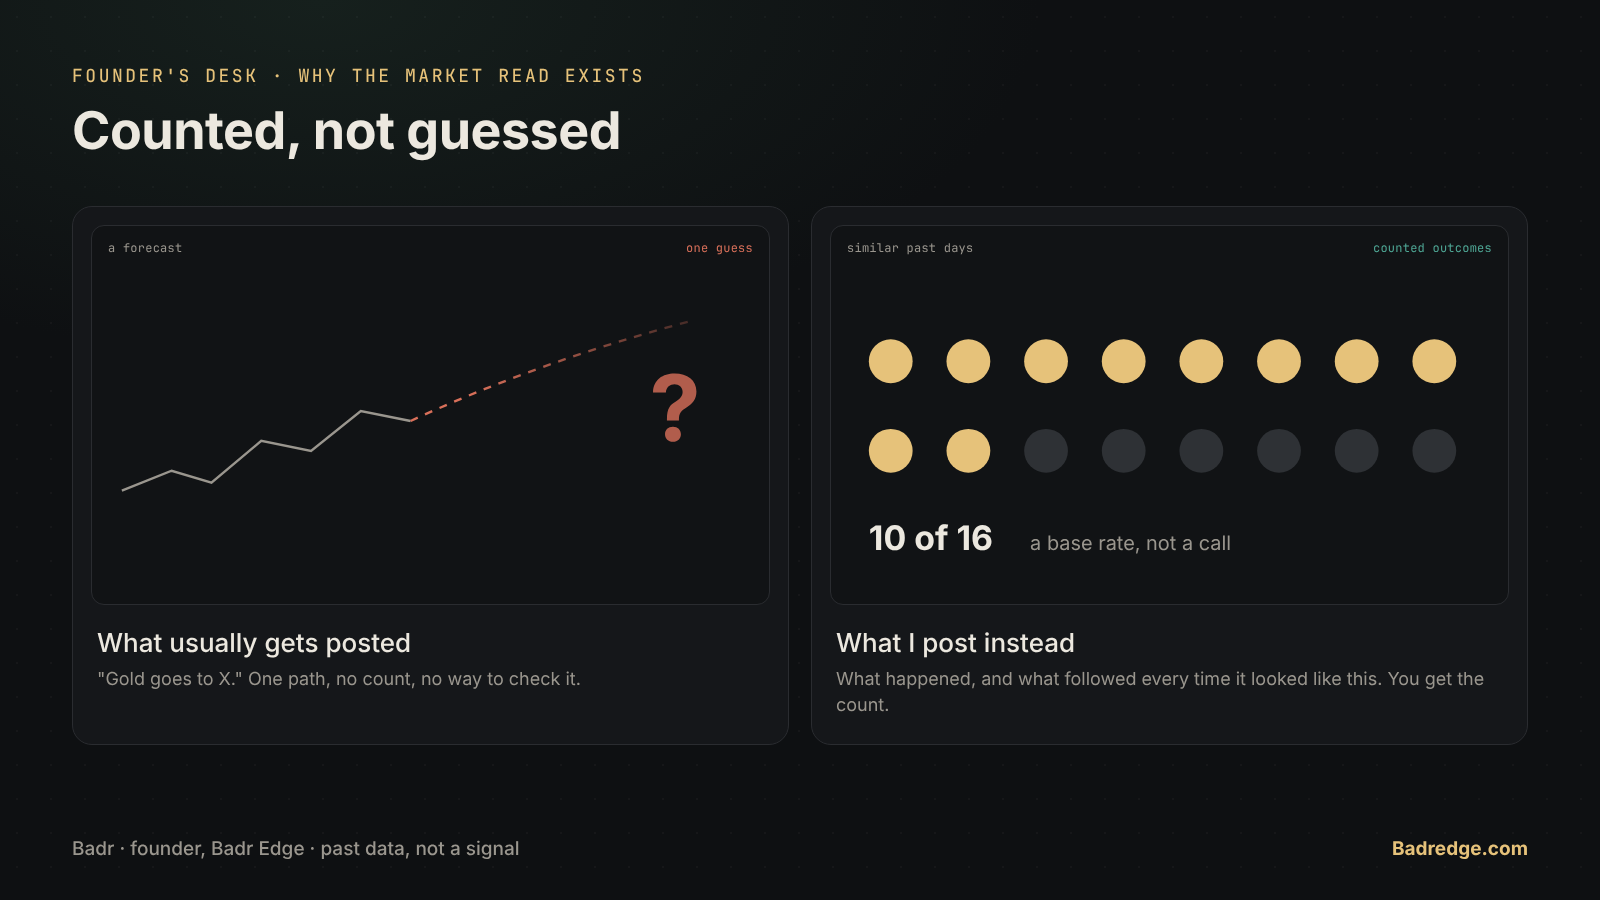 FOUNDER'S DESK · WHY THE MARKET READ EXISTS
Counted, not guessed
a forecast
one guess
?
What usually gets posted
"Gold goes to X." One path, no count, no way to check it.
similar past days
counted outcomes
10 of 16
a base rate, not a call
What I post instead
What happened, and what followed every time it looked like this. You get the
count.
Badr · founder, Badr Edge · past data, not a signal
Badredge.com